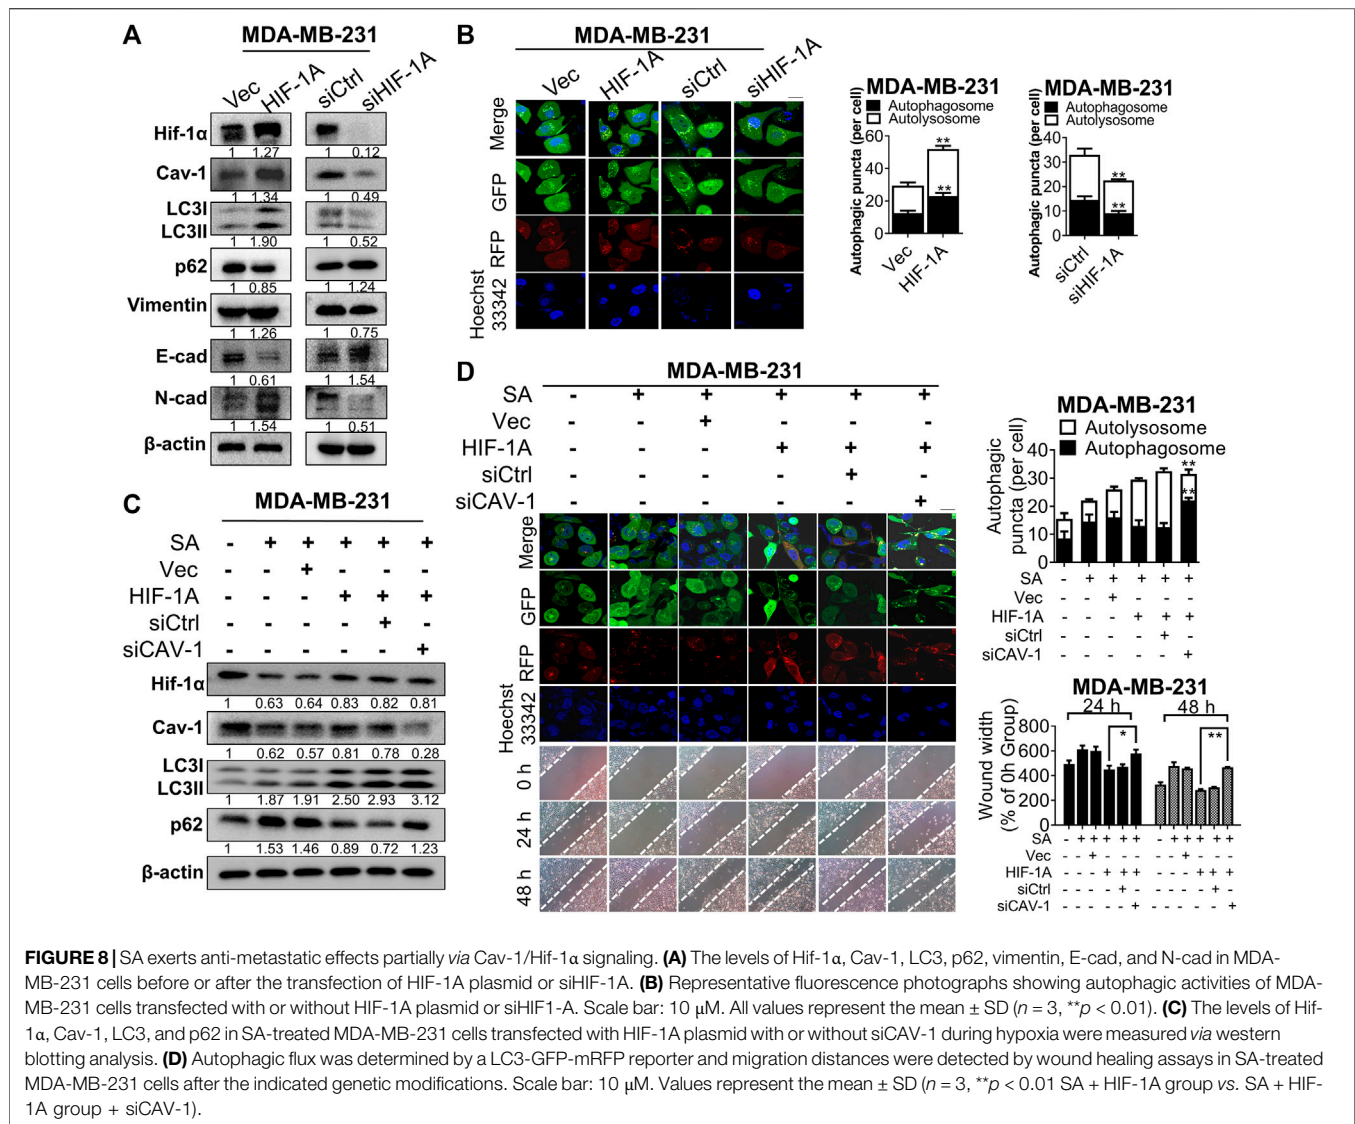 A
MDA-MB-231
Vec HIF-1A siCtrl siHIF-1A
Hif-1α
1 1.27 1 0.12
Cav-1
1 1.34 1 0.49
LC3I
LC3II
1 1.90 1 0.52
p62
1 0.85 1 1.24
Vimentin
1 1.26 1 0.75
E-cad
1 0.61 1 1.54
N-cad
1 1.54 1 0.51
β-actin
B
MDA-MB-231
Vec HIF-1A siCtrl siHIF-1A
Merge
GFP
RFP
Hoechst
33342
MDA-MB-231
Autophagosome
Autolysosome
Autophagic puncta (per cell)
60
40
20
0
**
**
Vec
HIF-1A
MDA-MB-231
Autophagosome
Autolysosome
Autophagic puncta (per cell)
40
30
20
10
0
**
**
siCtrl
siHIF-1A
C
MDA-MB-231
SA - + + + + +
Vec - - + - - -
HIF-1A - - - + + +
siCtrl - - - - + -
siCAV-1 - - - - - +
Hif-1α
1 0.63 0.64 0.83 0.82 0.81
Cav-1
1 0.62 0.57 0.81 0.78 0.28
LC3I
LC3II
1 1.87 1.91 2.50 2.93 3.12
p62
1 1.53 1.46 0.89 0.72 1.23
β-actin
D
MDA-MB-231
SA - + + + + +
Vec - - + - - -
HIF-1A - - - + + +
siCtrl - - - - + -
siCAV-1 - - - - - +
Merge
GFP
RFP
Hoechst
33342
0 h
24 h
48 h
MDA-MB-231
Autolysosome
Autophagosome
Autophagic
puncta (per cell)
40
30
20
10
0
**
**
SA - + + + + +
Vec - - + - - -
HIF-1A - - - + + +
siCtrl - - - - + -
siCAV-1 - - - - - +
MDA-MB-231
24 h 48 h
Wound width
(% of 0h Group)
800
600
400
200
0
* **
SA - + + + + + - + + + + +
Vec - - + - - - - - + - - -
HIF-1A - - - + + + - - - + + +
siCtrl - - - - + - - - - - + -
siCAV-1 - - - - - + - - - - - +
FIGURE 8 | SA exerts anti-metastatic effects partially via Cav-1/Hif-1α signaling. (A) The levels of Hif-1α, Cav-1, LC3, p62, vimentin, E-cad, and N-cad in MDA-
MB-231 cells before or after the transfection of HIF-1A plasmid or siHIF-1A. (B) Representative fluorescence photographs showing autophagic activities of MDA-
MB-231 cells transfected with or without HIF-1A plasmid or siHIF1-A. Scale bar: 10 μM. All values represent the mean ± SD (n = 3, **p < 0.01). (C) The levels of Hif-
1α, Cav-1, LC3, and p62 in SA-treated MDA-MB-231 cells transfected with HIF-1A plasmid with or without siCAV-1 during hypoxia were measured via western
blotting analysis. (D) Autophagic flux was determined by a LC3-GFP-mRFP reporter and migration distances were detected by wound healing assays in SA-treated
MDA-MB-231 cells after the indicated genetic modifications. Scale bar: 10 μM. Values represent the mean ± SD (n = 3, **p < 0.01 SA + HIF-1A group vs. SA + HIF-
1A group + siCAV-1).